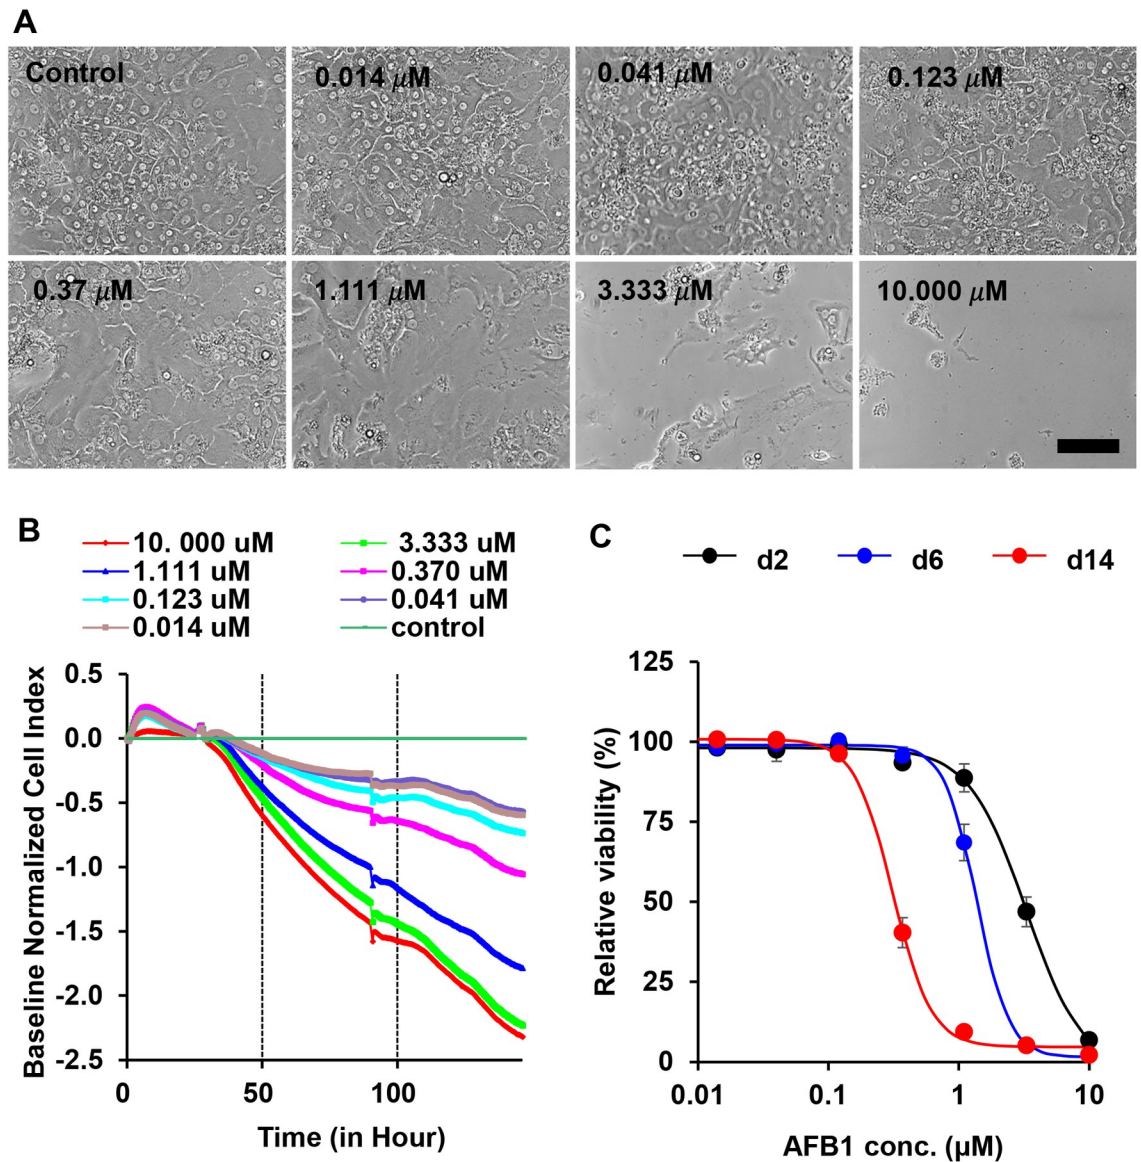 A
Control
0.014 μM
0.041 μM
0.123 μM
0.37 μM
1.111 μM
3.333 μM
10.000 μM
B
10. 000 uM
3.333 uM
1.111 uM
0.370 uM
0.123 uM
0.041 uM
0.014 uM
control
Baseline Normalized Cell Index
0.5
0.0
-0.5
-1.0
-1.5
-2.0
-2.5
0
50
100
Time (in Hour)
C
d2
d6
d14
Relative viability (%)
125
100
75
50
25
0
0.01
0.1
1
10
AFB1 conc. (μM)